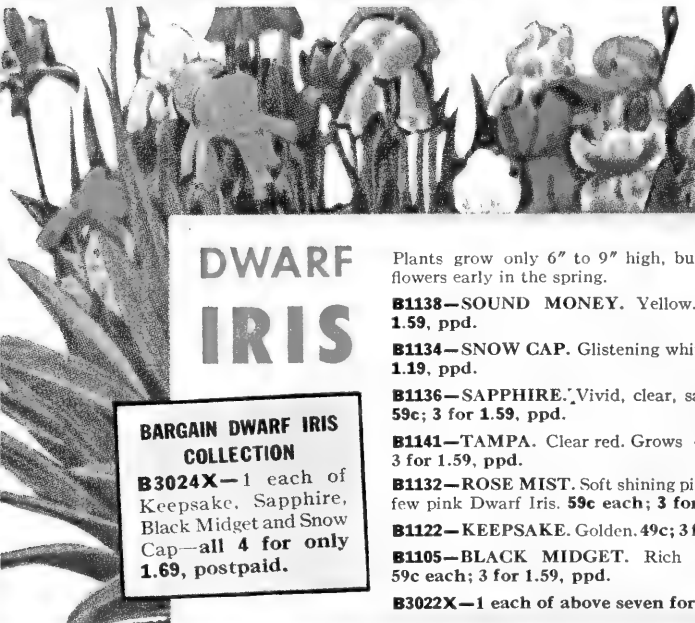 DWARF
IRIS
BARGAIN DWARF IRIS
COLLECTION
B3024X—1 each of
Keepsake, Sapphire,
Black Midget and Snow
Cap—all 4 for only
1.69, postpaid.
Plants grow only 6″ to 9″ high, bu
flowers early in the spring.
B1138—SOUND MONEY. Yellow.
1.59, ppd.
B1134—SNOW CAP. Glistening whi
1.19, ppd.
B1136—SAPPHIRE. Vivid, clear, sa
59c; 3 for 1.59, ppd.
B1141—TAMPA. Clear red. Grows
3 for 1.59, ppd.
B1132—ROSE MIST. Soft shining pi
few pink Dwarf Iris. 59c each; 3 for
B1122—KEEPSAKE. Golden. 49c; 3 f
B1105—BLACK MIDGET. Rich
59c each; 3 for 1.59, ppd.
B3022X—1 each of above seven for